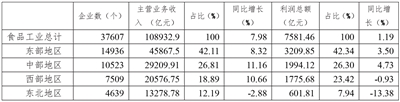 企业数（个） 主营业务收入（亿元） 占比(%) 同比增长(%) 利润总额（亿元） 占比(%) 同比增长(%)
食品工业总计 37607 108932.9 100 7.98 7581.46 100 1.19
东部地区 14936 45867.5 42.11 8.32 3209.85 42.34 3.50
中部地区 10523 29209.91 26.81 11.16 1994.12 26.30 4.73
西部地区 7509 20576.75 18.89 10.66 1775.68 23.42 -0.93
东北地区 4639 13278.78 12.19 -2.88 601.81 7.94 -13.38